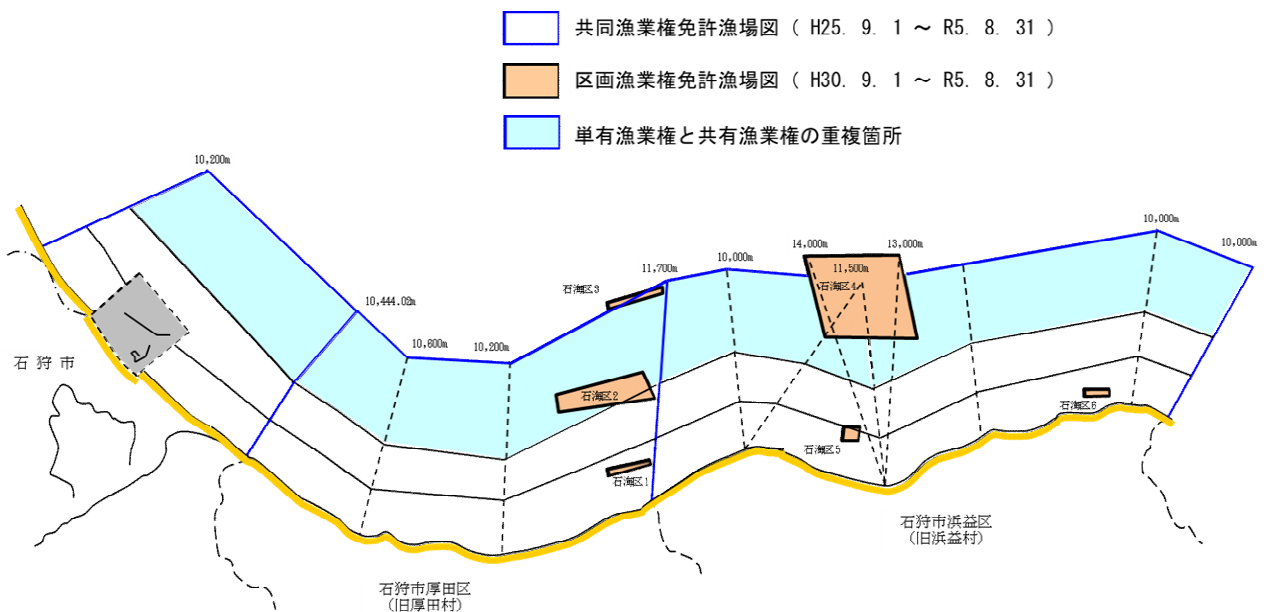 共同漁業権免許漁場図 ( H25. 9. 1 ～ R5. 8. 31 )
区画漁業権免許漁場図 ( H30. 9. 1 ～ R5. 8. 31 )
単有漁業権と共有漁業権の重複箇所
10,200m
10,000m
14,000m
13,000m
10,000m
10,000m
11,700m
11,500m
石海区3
石海区4
10,444.02m
10,600m
10,200m
石狩市
石海区2
石海区6
石海区5
石海区1
石狩市浜益区
(旧浜益村)
石狩市厚田区
(旧厚田村)